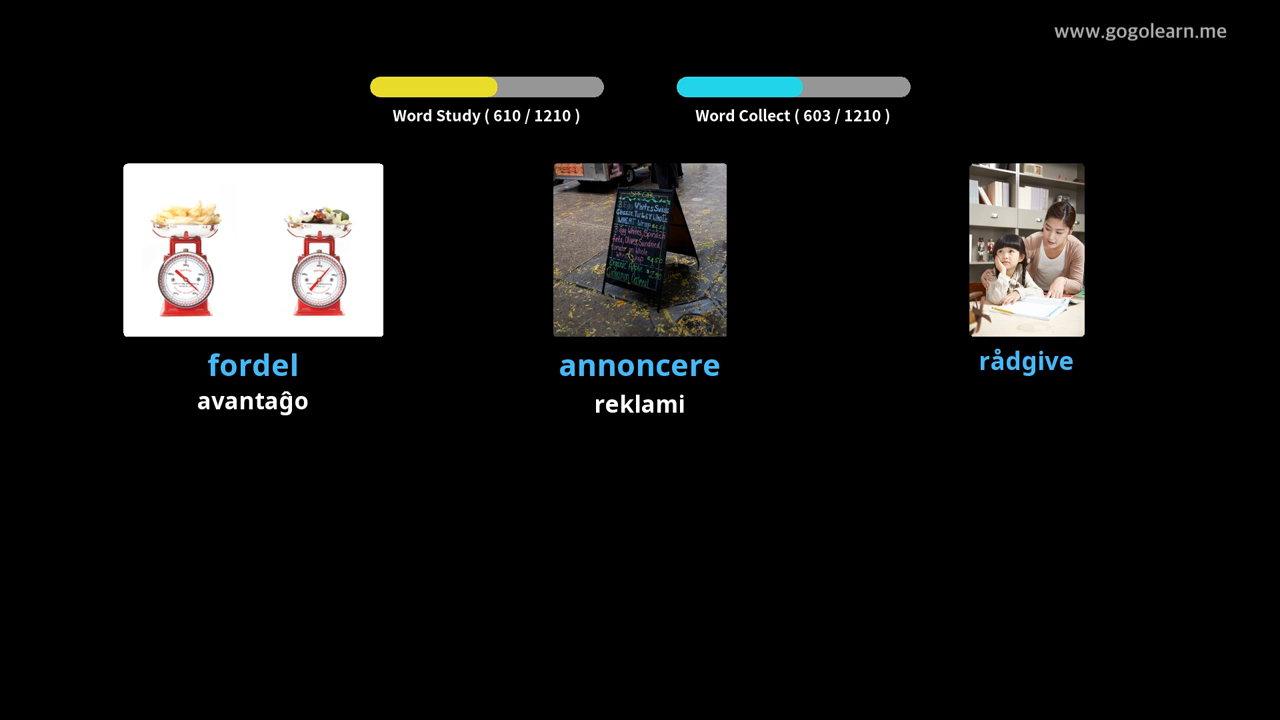 www.gogolearn.me
Word Study ( 610 / 1210 )
Word Collect ( 603 / 1210 )
fordel
annoncere
rådgive
avantaĝo
reklami